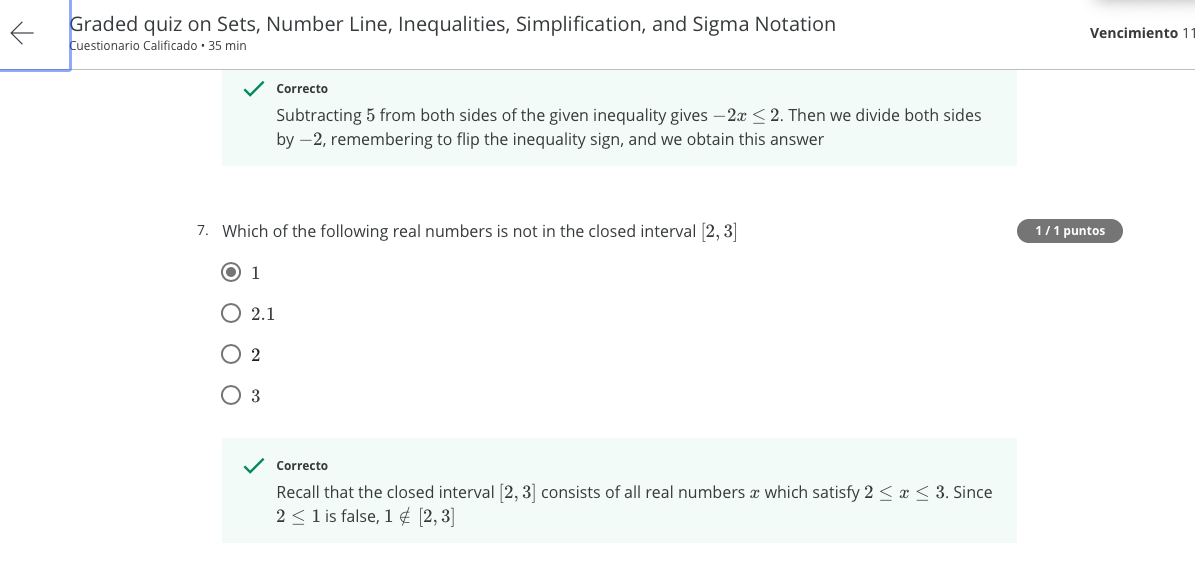 Graded quiz on Sets, Number Line, Inequalities, Simplification, and Sigma Notation
Cuestionario Calificado • 35 min
Vencimiento 11
Correcto
Subtracting 5 from both sides of the given inequality gives −2x ≤ 2. Then we divide both sides
by −2, remembering to flip the inequality sign, and we obtain this answer
7. Which of the following real numbers is not in the closed interval [2, 3]
1 / 1 puntos
1
2.1
2
3
Correcto
Recall that the closed interval [2, 3] consists of all real numbers x which satisfy 2 ≤ x ≤ 3. Since
2 ≤ 1 is false, 1 ∉ [2, 3]